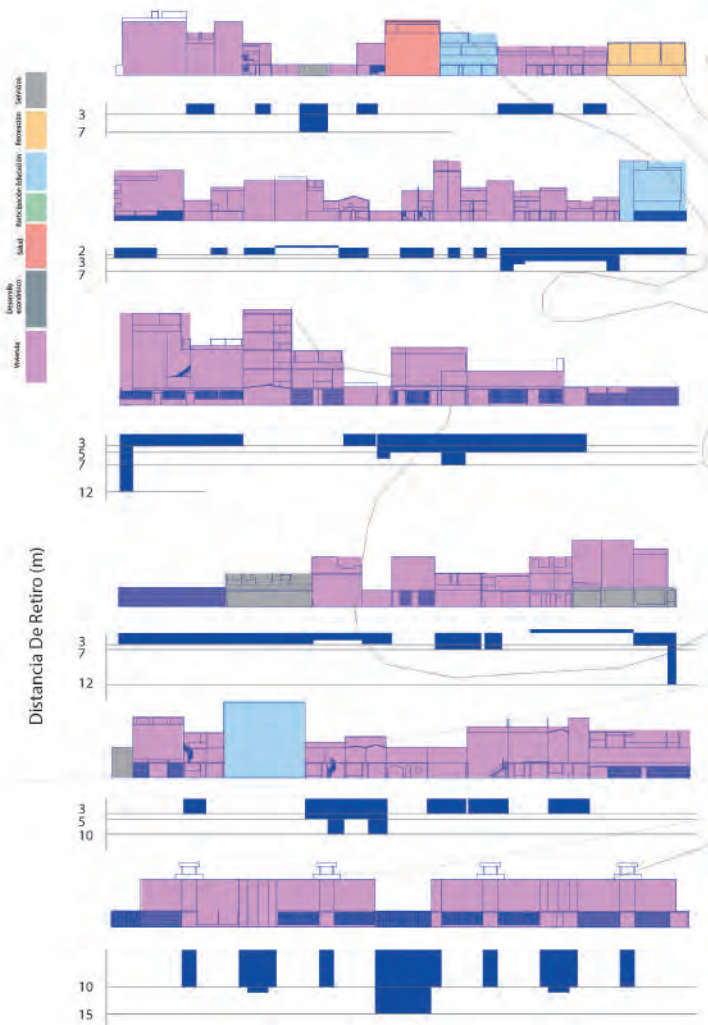 Servicios
Recreación
Educación
Participación
Salud
Desarrollo
económico
Vivienda
Distancia De Retiro (m)
3
7
2
3
7
3
5
7
12
3
7
12
3
5
10
10
15